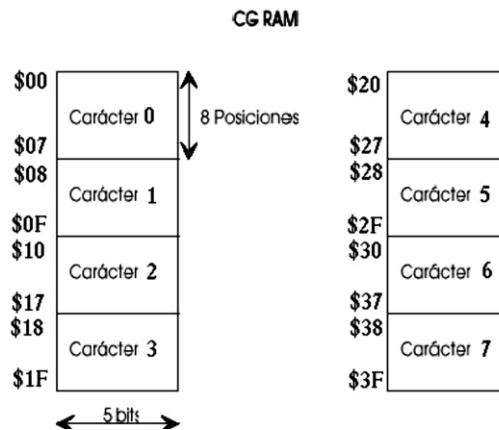 CG RAM
$00
Carácter 0
8 Posiciones
$07
$08
Carácter 1
$0F
$10
Carácter 2
$17
$18
Carácter 3
$1F
5 bits
$20
Carácter 4
$27
$28
Carácter 5
$2F
$30
Carácter 6
$37
$38
Carácter 7
$3F